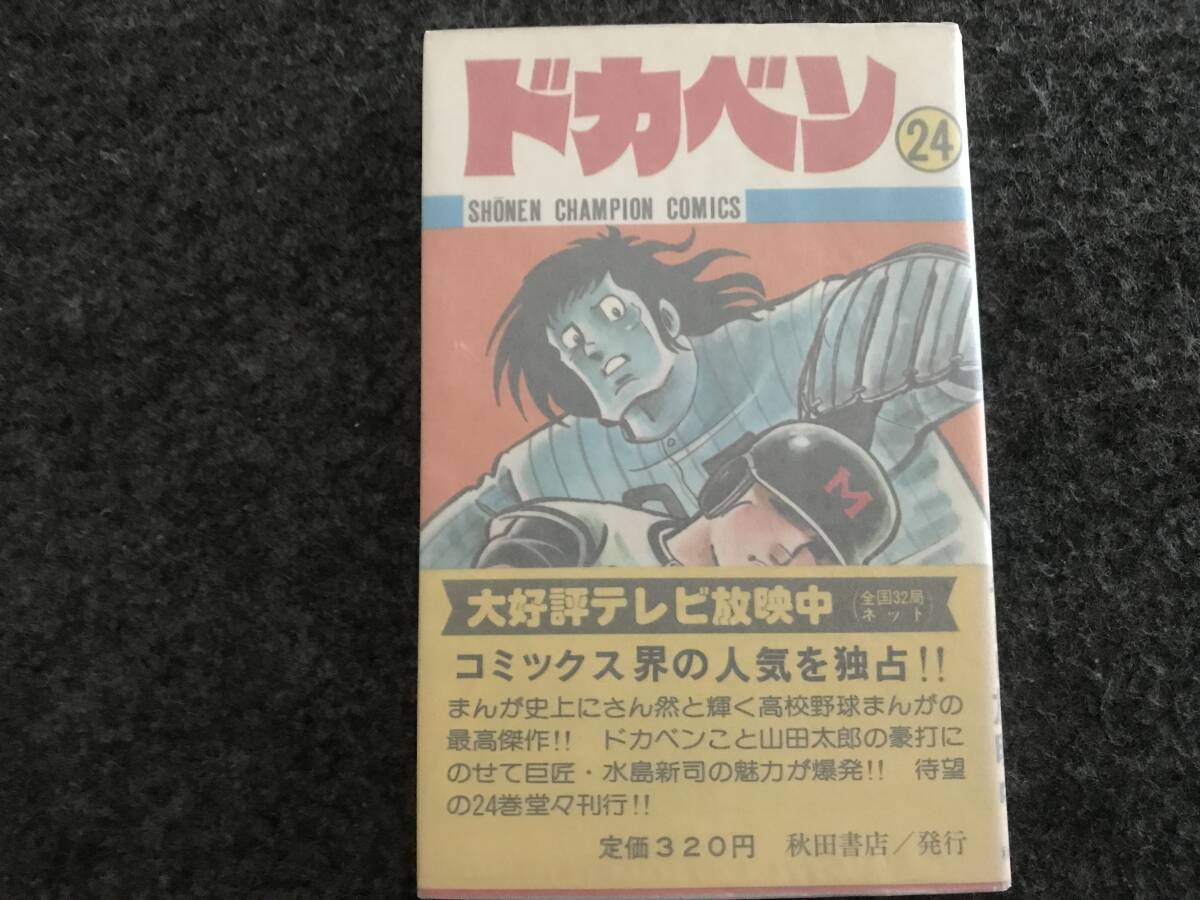 ドカベン
24
SHŌNEN CHAMPION COMICS
M
大好評テレビ放映中
(全国32局
ネット)
コミックス界の人気を独占!!
まんが史上にさん然と輝く高校野球まんがの
最高傑作!! ドカベンこと山田太郎の豪打に
のせて巨匠・水島新司の魅力が爆発!! 待望
の24巻堂々刊行!!
定価320円 秋田書店/発行